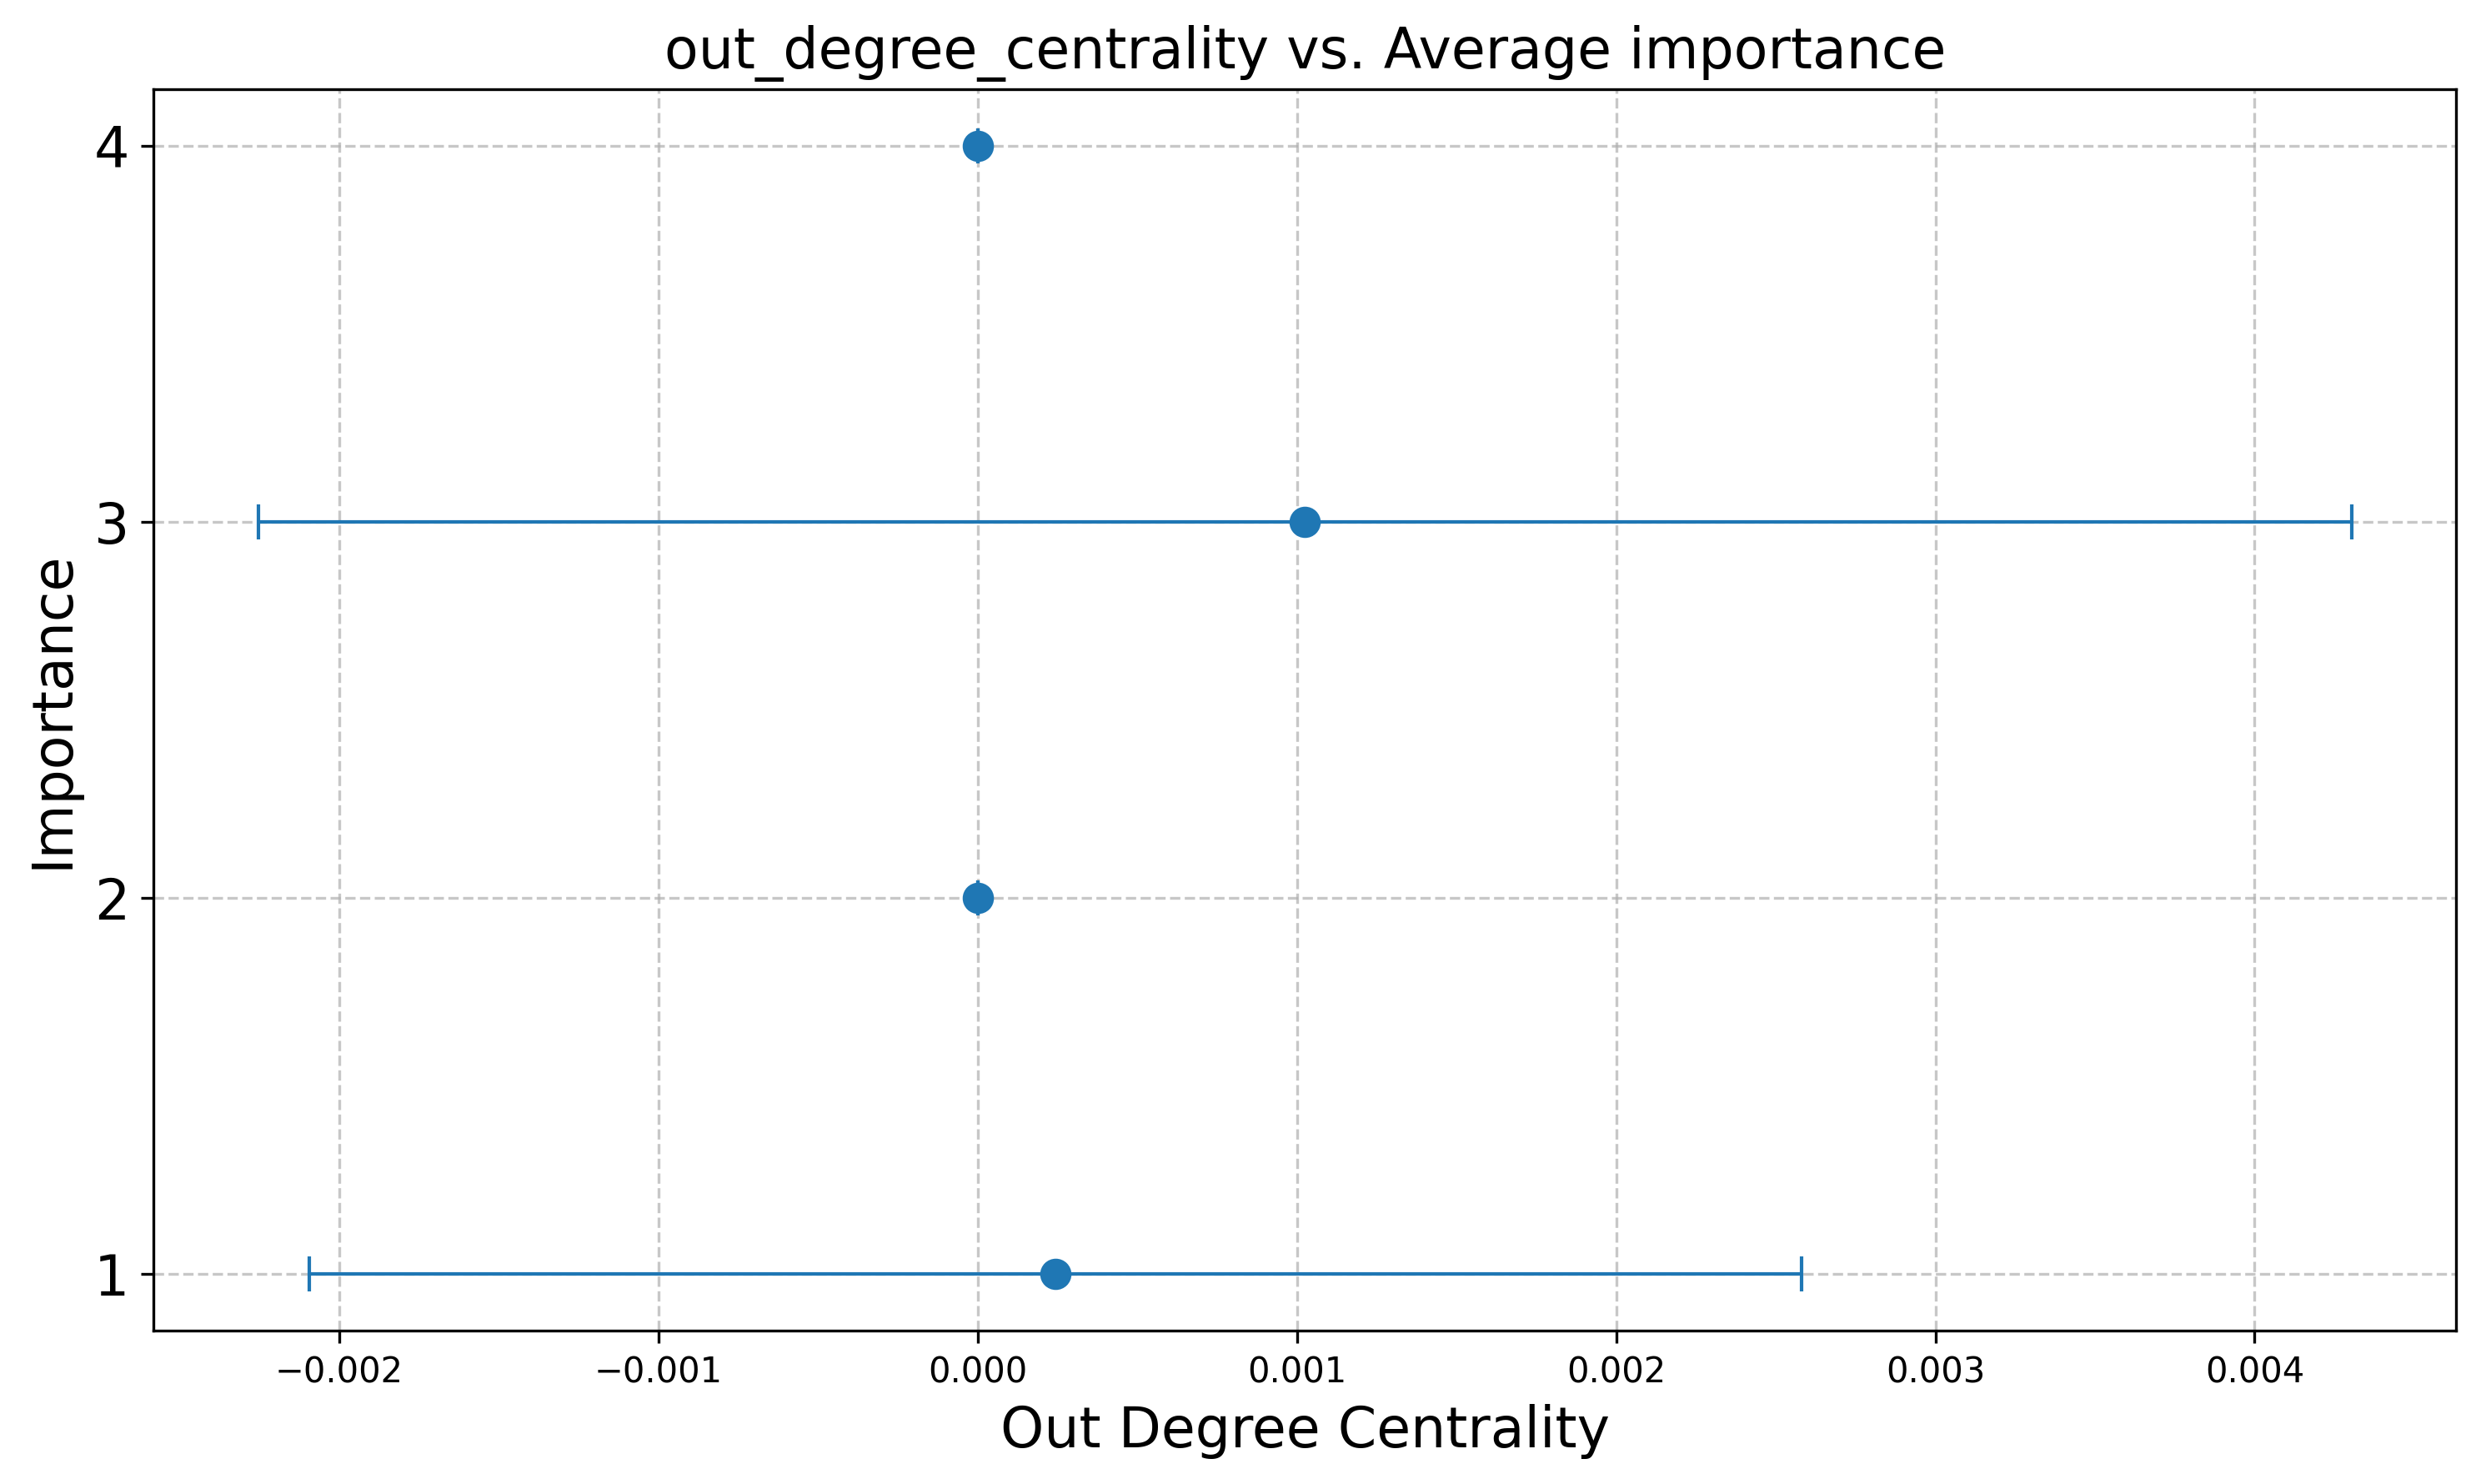 out_degree_centrality vs. Average importance
4
3
2
1
Importance
−0.002 −0.001 0.000 0.001 0.002 0.003 0.004
Out Degree Centrality